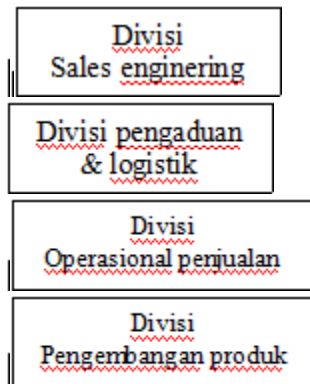 Divisi
Sales enginering
Divisi pengaduan
& logistik
Divisi
Operasional penjualan
Divisi
Pengembangan produk